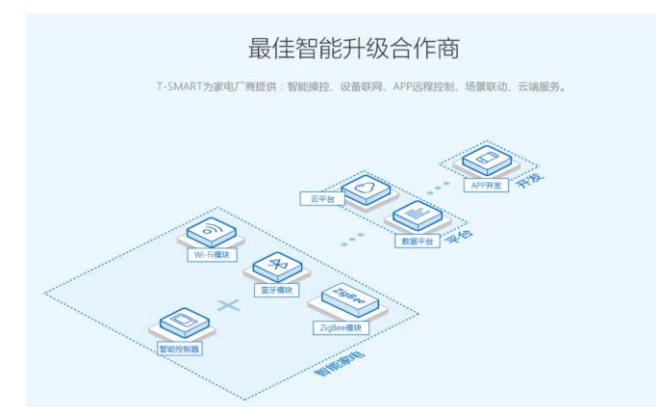 最佳智能升级合作商
T-SMART为家电厂商提供：智能操控、设备联网、APP远程控制、场景联动、云端服务。
APP开发
开发
云平台
数据平台
平台
Wi-Fi模块
蓝牙模块
ZigBee
ZigBee模块
智能控制器
智能家电